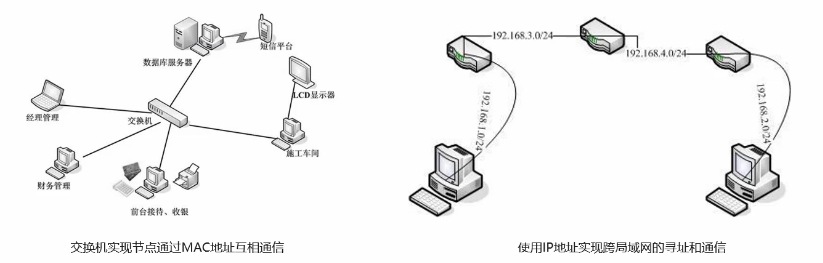 数据库服务器
短信平台
LCD显示器
经理管理
交换机
施工车间
财务管理
前台接待、收银
交换机实现节点通过MAC地址互相通信
192.168.3.0/24
192.168.4.0/24
192.168.1.0/24
192.168.2.0/24
使用IP地址实现跨局域网的寻址和通信